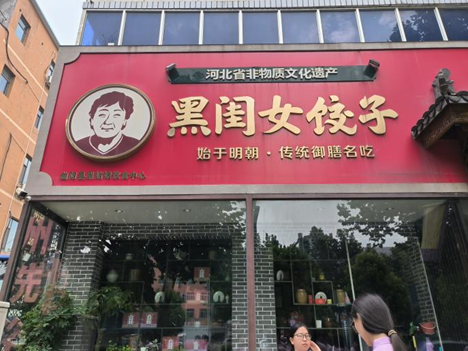 河北省非物质文化遗产
黑闺女饺子
始于明朝·传统御膳名吃